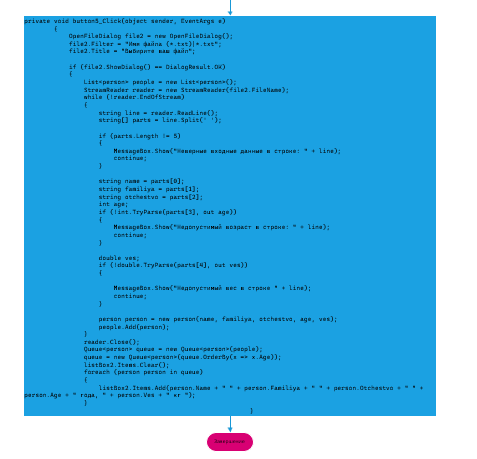 private void button5_Click(object sender, EventArgs e)
{
OpenFileDialog file2 = new OpenFileDialog();
file2.Filter = "Имя файла (*.txt)|*.txt";
file2.Title = "Выберите ваш файл";
if (file2.ShowDialog() == DialogResult.OK)
{
List<person> people = new List<person>();
StreamReader reader = new StreamReader(file2.FileName);
while (!reader.EndOfStream)
{
string line = reader.ReadLine();
string[] parts = line.Split(' ');
if (parts.Length != 5)
{
MessageBox.Show("Неверные входные данные в строке: " + line);
continue;
}
string name = parts[0];
string familiya = parts[1];
string otchestvo = parts[2];
int age;
if (!int.TryParse(parts[3], out age))
{
MessageBox.Show("Недопустимый возраст в строке: " + line);
continue;
}
double ves;
if (!double.TryParse(parts[4], out ves))
{
MessageBox.Show("Недопустимый вес в строке " + line);
continue;
}
person person = new person(name, familiya, otchestvo, age, ves);
people.Add(person);
}
reader.Close();
Queue<person> queue = new Queue<person>(people);
queue = new Queue<person>(queue.OrderBy(x => x.Age));
listBox2.Items.Clear();
foreach (person person in queue)
{
listBox2.Items.Add(person.Name + " " + person.Familiya + " " + person.Otchestvo + " " +
person.Age + " года, " + person.Ves + " кг ");
}
}